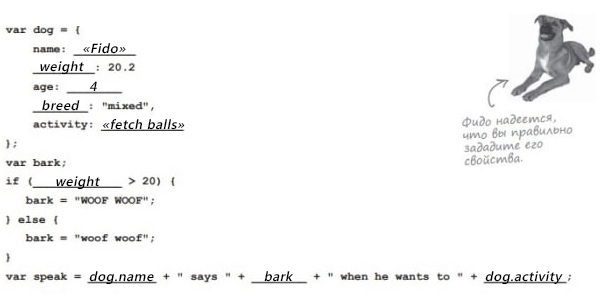 var dog = {
name: «Fido»
weight: 20.2
age: 4
breed: "mixed",
activity: «fetch balls»
};
var bark;
if (weight > 20) {
bark = "WOOF WOOF";
} else {
bark = "woof woof";
}
var speak = dog.name + " says " + bark + " when he wants to " + dog.activity;
Фидо надеется,
что вы правильно
зададите его
свойства.